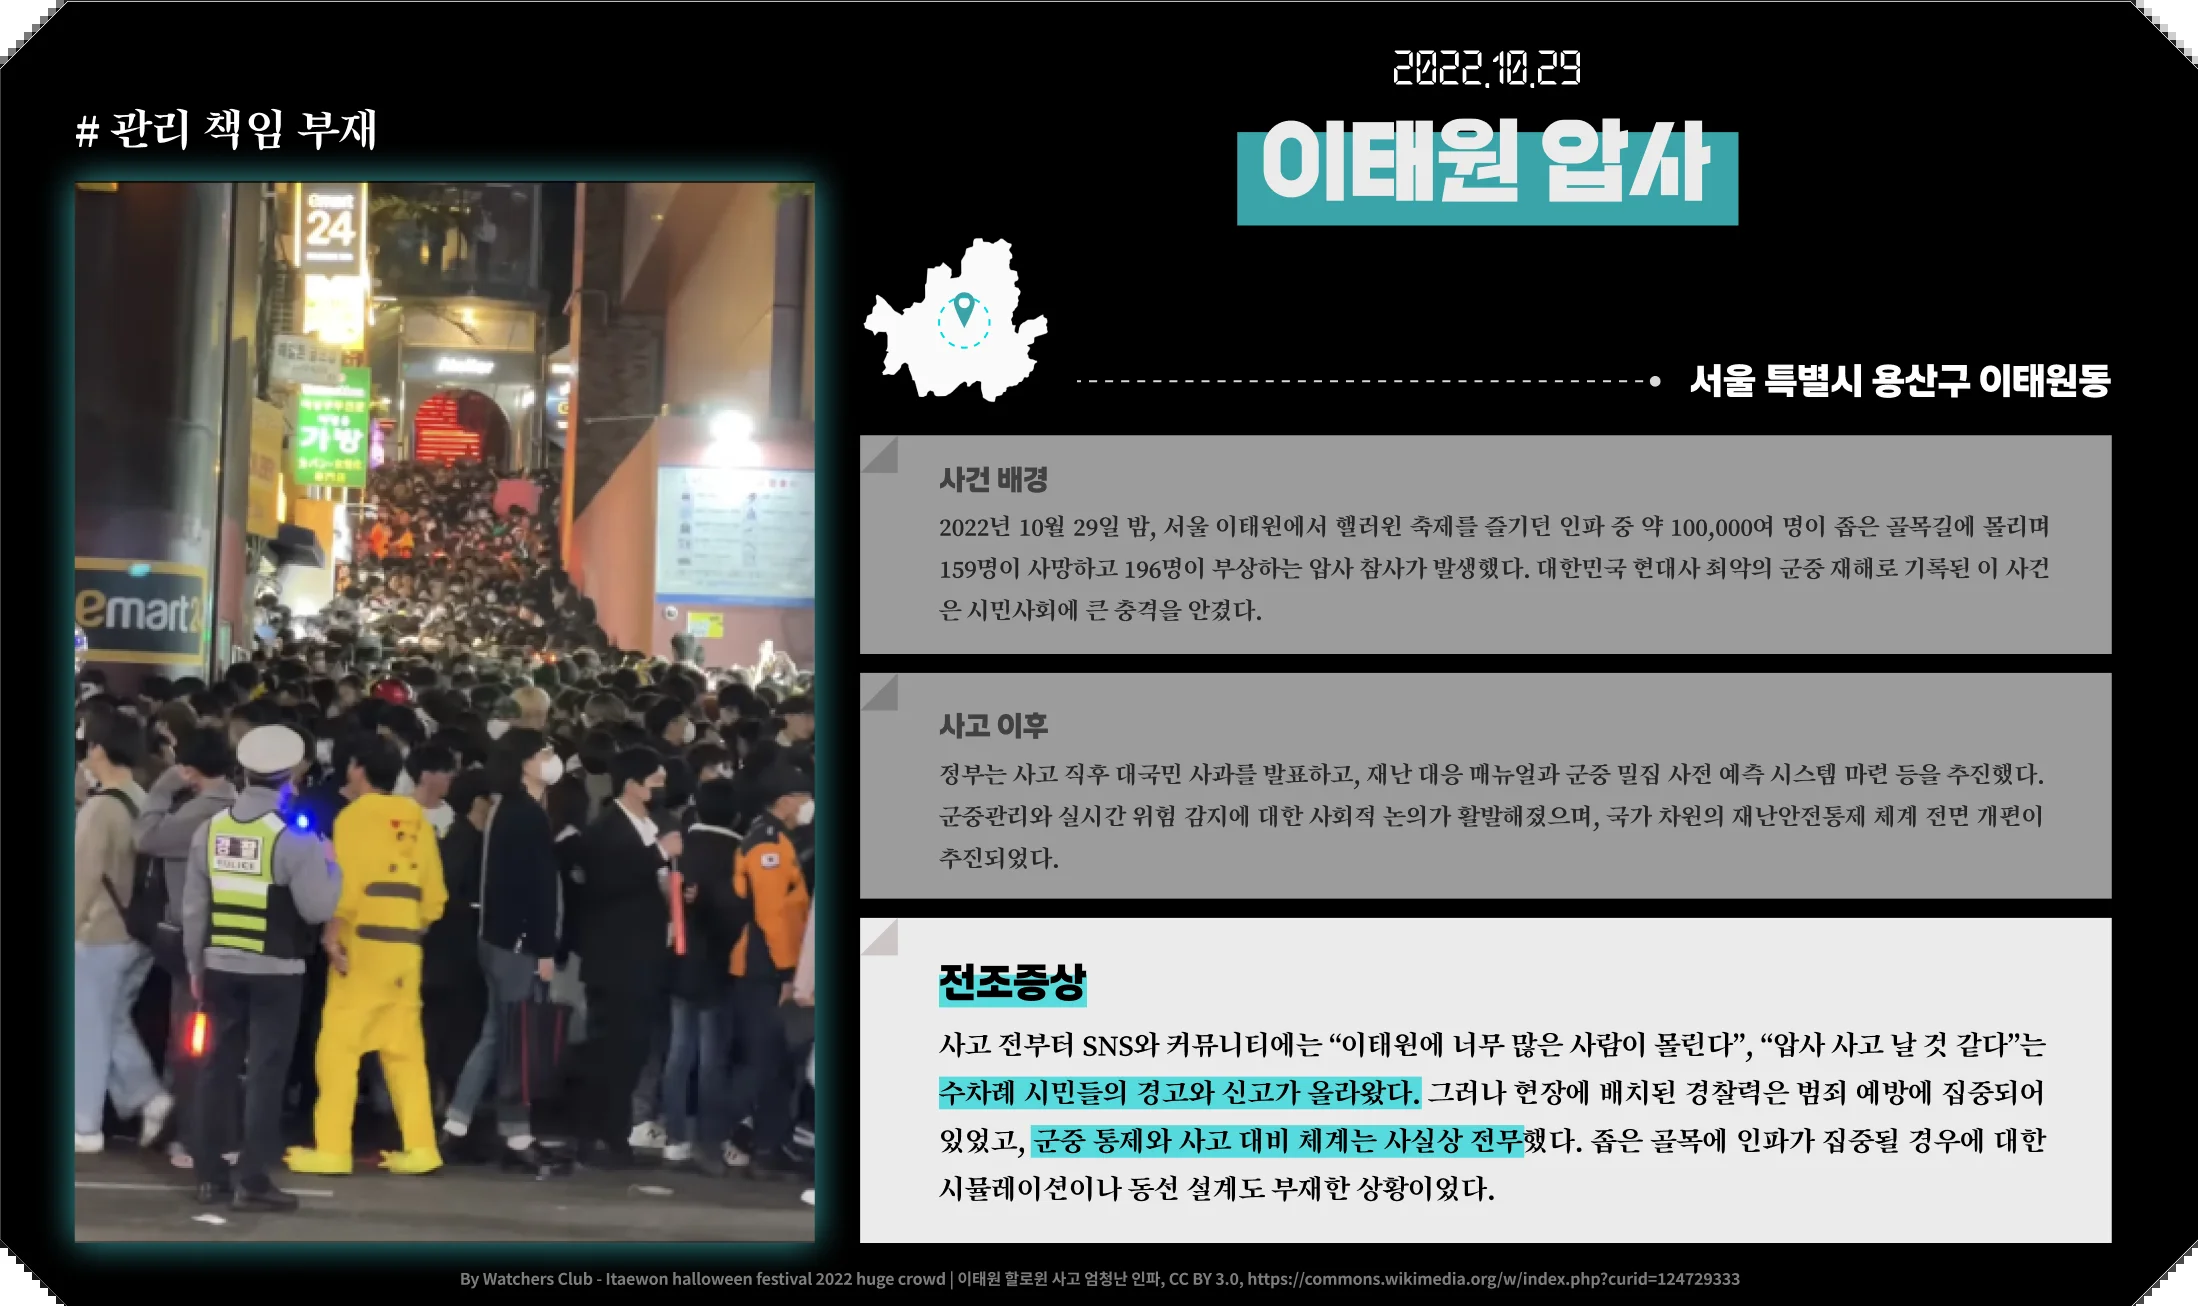 2022.10.29
# 관리 책임 부재
이태원 압사
emart
24
가방
emart24
경찰
POLICE
서울 특별시 용산구 이태원동
사건 배경
2022년 10월 29일 밤, 서울 이태원에서 핼러윈 축제를 즐기던 인파 중 약 100,000여 명이 좁은 골목길에 몰리며
159명이 사망하고 196명이 부상하는 압사 참사가 발생했다. 대한민국 현대사 최악의 군중 재해로 기록된 이 사건
은 시민사회에 큰 충격을 안겼다.
사고 이후
정부는 사고 직후 대국민 사과를 발표하고, 재난 대응 매뉴얼과 군중 밀집 사전 예측 시스템 마련 등을 추진했다.
군중관리와 실시간 위험 감지에 대한 사회적 논의가 활발해졌으며, 국가 차원의 재난안전통제 체계 전면 개편이
추진되었다.
전조증상
사고 전부터 SNS와 커뮤니티에는 “이태원에 너무 많은 사람이 몰린다”, “압사 사고 날 것 같다”는
수차례 시민들의 경고와 신고가 올라왔다. 그러나 현장에 배치된 경찰력은 범죄 예방에 집중되어
있었고, 군중 통제와 사고 대비 체계는 사실상 전무했다. 좁은 골목에 인파가 집중될 경우에 대한
시뮬레이션이나 동선 설계도 부재한 상황이었다.
By Watchers Club - Itaewon halloween festival 2022 huge crowd | 이태원 할로윈 사고 엄청난 인파, CC BY 3.0, https://commons.wikimedia.org/w/index.php?curid=124729333